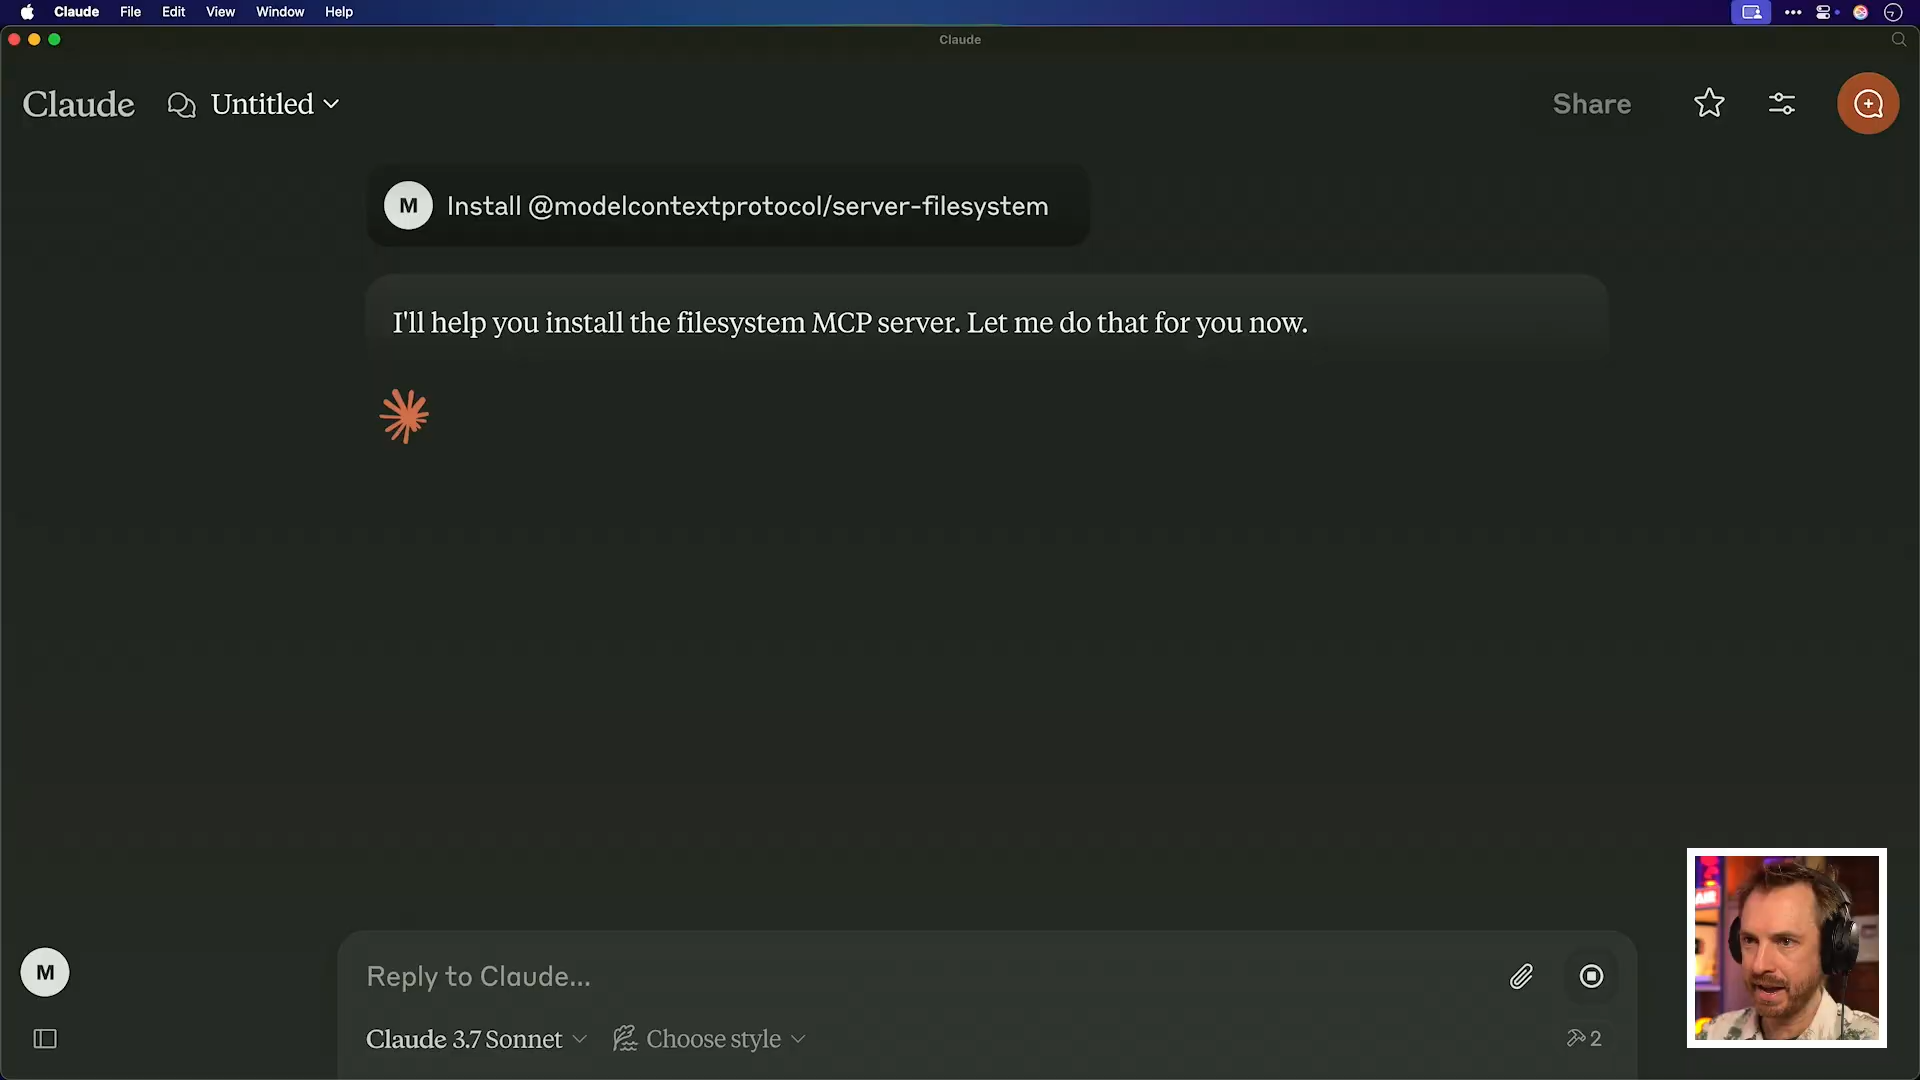 Claude File Edit View Window Help
Claude
Claude Untitled Share
M Install @modelcontextprotocol/server-filesystem
I'll help you install the filesystem MCP server. Let me do that for you now.
M
Reply to Claude...
Claude 3.7 Sonnet Choose style 2